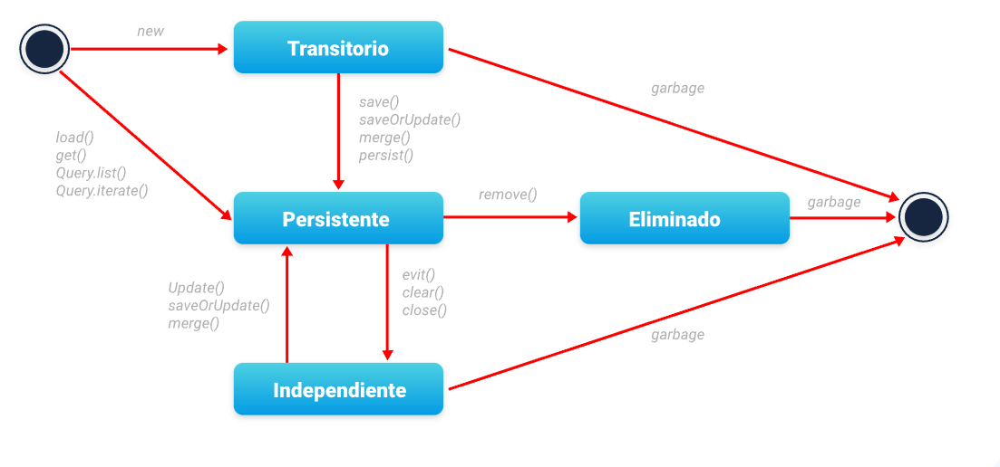 new
Transitorio
garbage
save()
saveOrUpdate()
merge()
persist()
load()
get()
Query.list()
Query.iterate()
Persistente
remove()
Eliminado
garbage
Update()
saveOrUpdate()
merge()
evit()
clear()
close()
garbage
Independiente